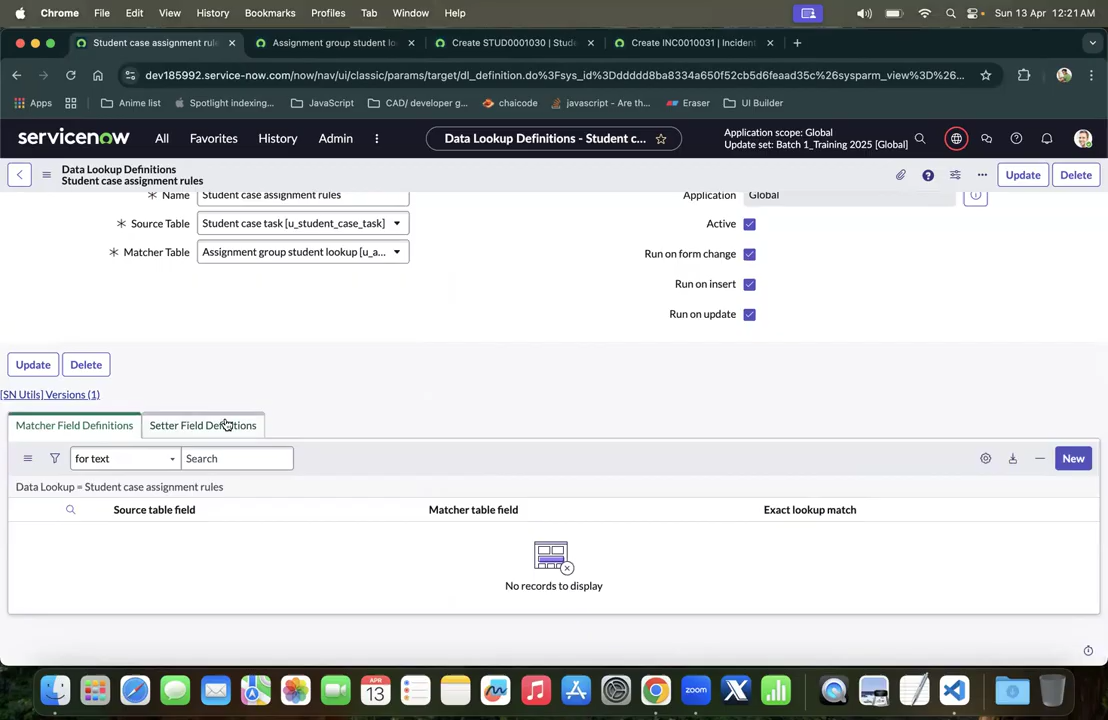 Chrome File Edit View History Bookmarks Profiles Tab Window Help Sun 13 Apr 12:21 AM
Student case assignment rule Assignment group student lo Create STUD0001030 | Stude Create INC0010031 | Incident
dev185992.service-now.com/now/nav/ui/classic/params/target/dl_definition.do%3Fsys_id%3Dddddd8ba8334a650f52cb5d6feaad35c%26sysparm_view%3D%26...
Apps Anime list Spotlight indexing... JavaScript CAD/ developer g... chaicode javascript - Are th... Eraser UI Builder
servicenow All Favorites History Admin Data Lookup Definitions - Student c... Application scope: Global
Update set: Batch 1_Training 2025 [Global]
Data Lookup Definitions
Student case assignment rules
Update Delete
Name Student case assignment rules Application Global
Source Table Student case task [u_student_case_task] Active
Matcher Table Assignment group student lookup [u_a... Run on form change
Run on insert
Run on update
Update Delete
[SN Utils] Versions (1)
Matcher Field Definitions Setter Field Definitions
for text Search New
Data Lookup = Student case assignment rules
Source table field Matcher table field Exact lookup match
No records to display
APR
13
zoom